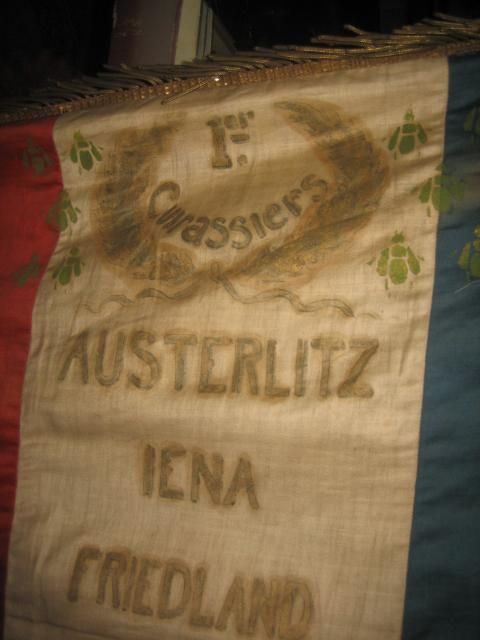 1er
Cuirassiers
AUSTERLITZ
IENA
FRIEDLAND